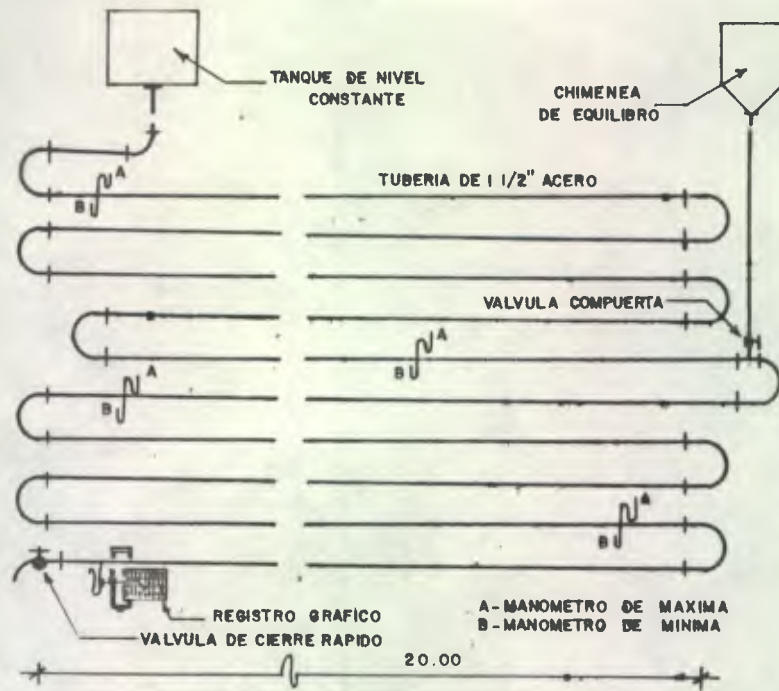 TANQUE DE NIVEL
CONSTANTE
CHIMENEA
DE EQUILIBRO
A
B
TUBERIA DE 1 1/2" ACERO
VALVULA COMPUERTA
A
B
A
B
A
B
REGISTRO GRAFICO
VALVULA DE CIERRE RAPIDO
A-MANOMETRO DE MAXIMA
B-MANOMETRO DE MINIMA
20.00